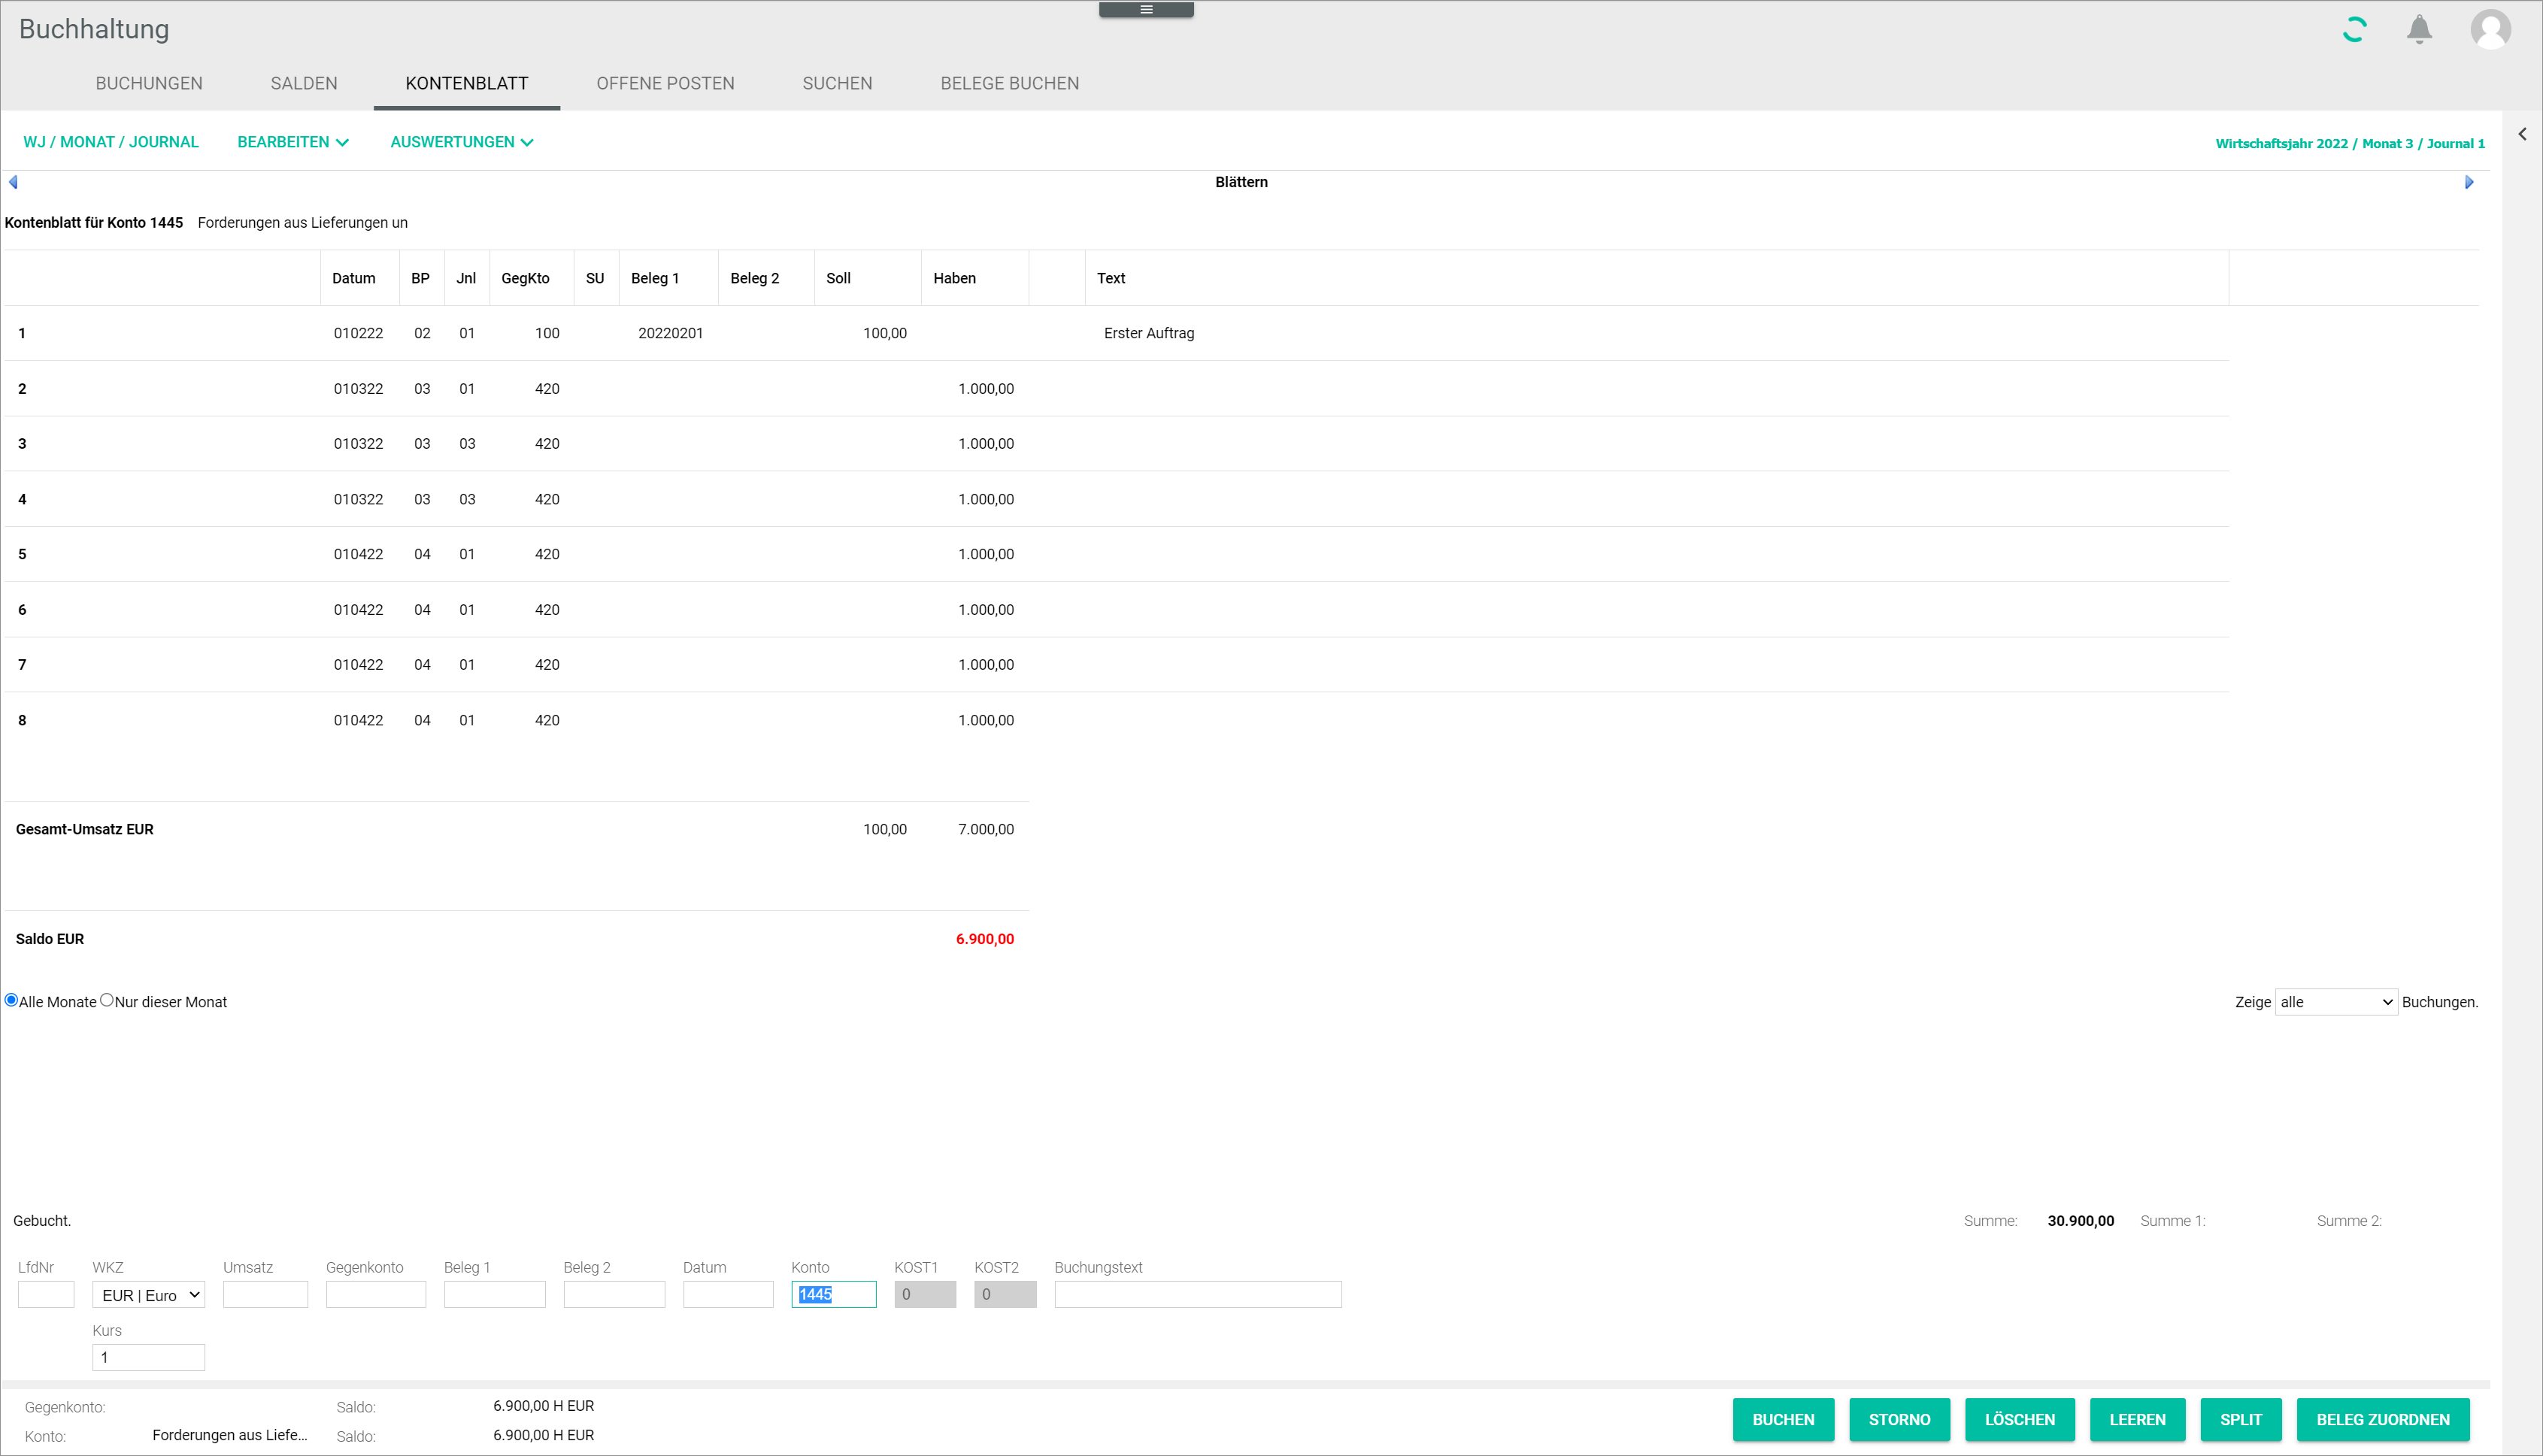 Buchhaltung
BUCHUNGEN SALDEN KONTENBLATT OFFENE POSTEN SUCHEN BELEGE BUCHEN
WJ / MONAT / JOURNAL BEARBEITEN AUSWERTUNGEN Wirtschaftsjahr 2022 / Monat 3 / Journal 1
Blättern
Kontenblatt für Konto 1445 Forderungen aus Lieferungen un
Datum BP Jnl GegKto SU Beleg 1 Beleg 2 Soll Haben Text
1 010222 02 01 100 20220201 100,00 Erster Auftrag
2 010322 03 01 420 1.000,00
3 010322 03 03 420 1.000,00
4 010322 03 03 420 1.000,00
5 010422 04 01 420 1.000,00
6 010422 04 01 420 1.000,00
7 010422 04 01 420 1.000,00
8 010422 04 01 420 1.000,00
Gesamt-Umsatz EUR 100,00 7.000,00
Saldo EUR 6.900,00
Alle Monate Nur dieser Monat Zeige alle Buchungen.
Gebucht. Summe: 30.900,00 Summe 1: Summe 2:
LfdNr WKZ Umsatz Gegenkonto Beleg 1 Beleg 2 Datum Konto KOST1 KOST2 Buchungstext
EUR | Euro 1445 0 0
Kurs
1
Gegenkonto: Saldo: 6.900,00 H EUR
Konto: Forderungen aus Liefe... Saldo: 6.900,00 H EUR
BUCHEN STORNO LÖSCHEN LEEREN SPLIT BELEG ZUORDNEN